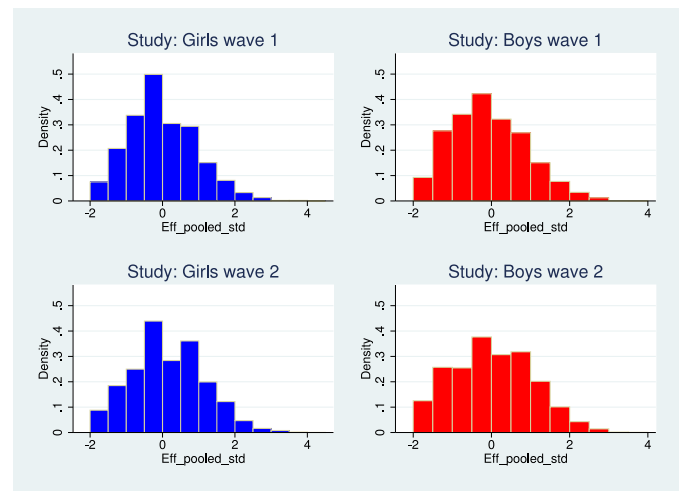 Study: Girls wave 1
Density
0 .1 .2 .3 .4 .5
-2 0 2 4
Eff_pooled_std
Study: Boys wave 1
Density
0 .1 .2 .3 .4 .5
-2 0 2 4
Eff_pooled_std
Study: Girls wave 2
Density
0 .1 .2 .3 .4 .5
-2 0 2 4
Eff_pooled_std
Study: Boys wave 2
Density
0 .1 .2 .3 .4 .5
-2 0 2 4
Eff_pooled_std